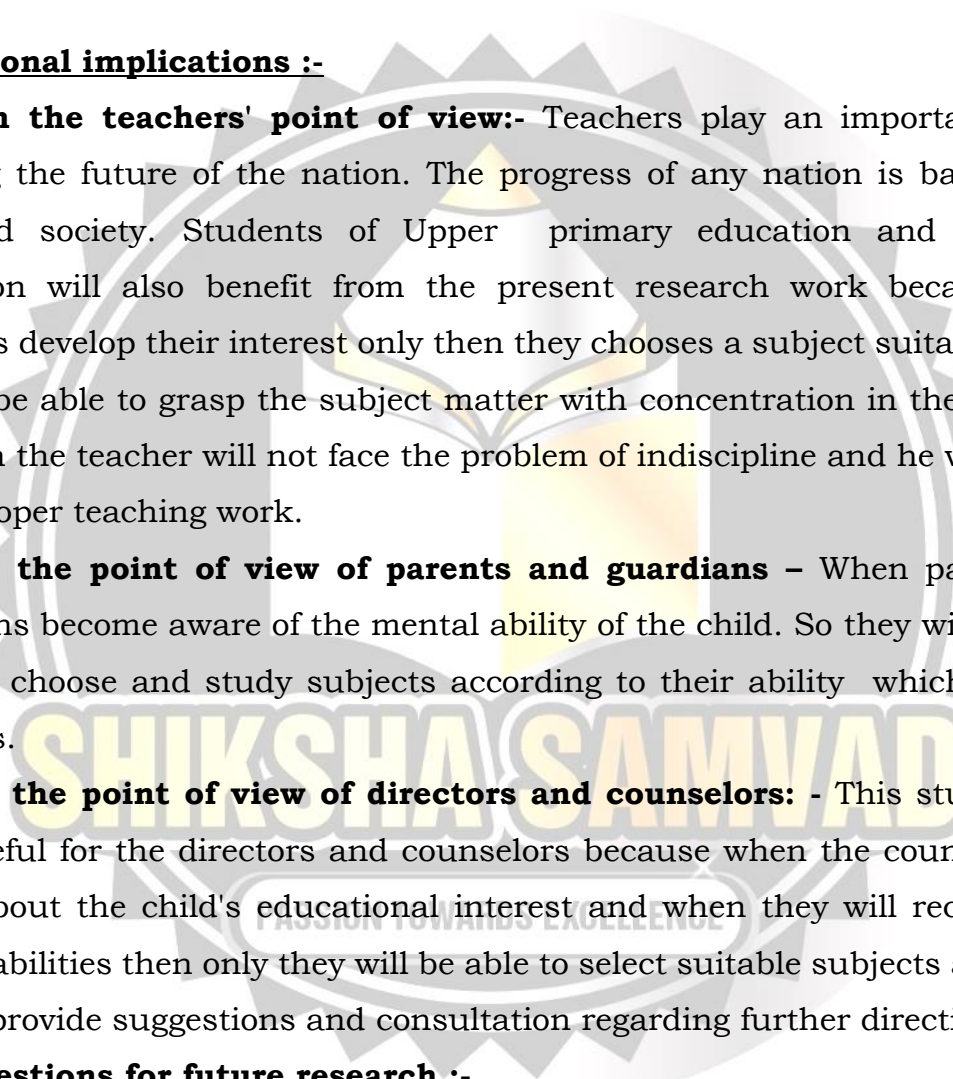 onal implications :-
n the teachers' point of view:- Teachers play an importa
g the future of the nation. The progress of any nation is ba
d society. Students of Upper primary education and
on will also benefit from the present research work beca
s develop their interest only then they chooses a subject suita
be able to grasp the subject matter with concentration in the
n the teacher will not face the problem of indiscipline and he w
oper teaching work.
the point of view of parents and guardians – When pa
ns become aware of the mental ability of the child. So they wi
choose and study subjects according to their ability which
s.
SHIKSHA SAMVAD
the point of view of directors and counselors: - This stu
eful for the directors and counselors because when the coun
bout the child's educational interest and when they will rec
PASSION TOWARDS EXCELLENCE
abilities then only they will be able to select suitable subjects a
provide suggestions and consultation regarding further directi
estions for future research :-